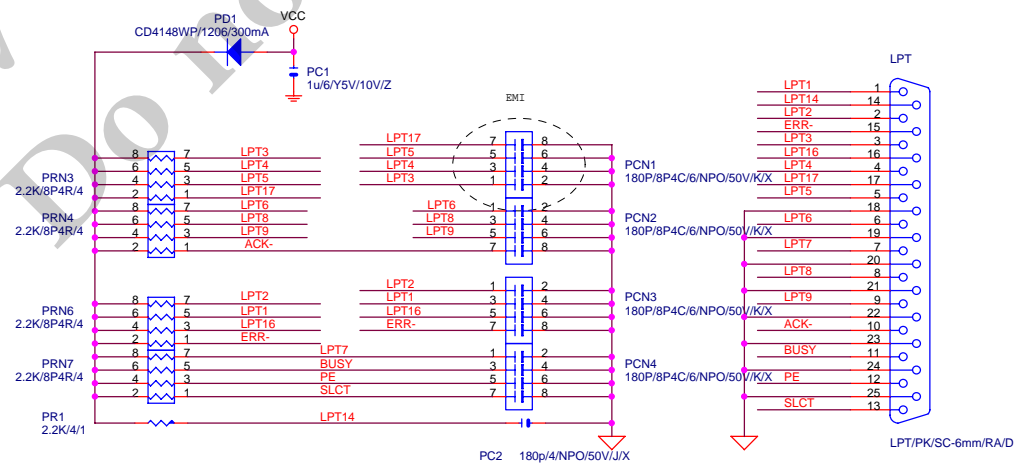 PD1
VCC
CD4148WP/1206/300mA
PC1
1u/6/Y5V/10V/Z
Do no
EMI
LPT
8 7 LPT3
6 5 LPT4
PRN3
4 3 LPT5
2.2K/8P4R/4
2 1 LPT17
8 7 LPT6
PRN4
6 5 LPT8
2.2K/8P4R/4
4 3 LPT9
2 1 ACK-
LPT17 7 8
LPT5 5 6
LPT4 3 4
LPT3 1 2
PCN1
180P/8P4C/6/NPO/50V/K/X
LPT6 1 2
LPT8 3 4
LPT9 5 6
7 8
PCN2
180P/8P4C/6/NPO/50V/K/X
8 7 LPT2
PRN6
6 5 LPT1
2.2K/8P4R/4
4 3 LPT16
2 1 ERR-
8 7 LPT7
PRN7
6 5 BUSY
2.2K/8P4R/4
4 3 PE
2 1 SLCT
LPT2 1 2
LPT1 3 4
LPT16 5 6
ERR- 7 8
PCN3
180P/8P4C/6/NPO/50V/K/X
1 2
3 4
5 6
7 8
PCN4
180P/8P4C/6/NPO/50V/K/X
PR1
2.2K/4/1
LPT14
PC2 180p/4/NPO/50V/J/X
LPT1 1
LPT14 14
LPT2 2
ERR- 15
LPT3 3
LPT16 16
LPT4 4
LPT17 17
LPT5 5
18
LPT6 6
19
LPT7 7
20
LPT8 8
21
LPT9 9
22
ACK- 10
23
BUSY 11
24
PE 12
25
SLCT 13
LPT/PK/SC-6mm/RA/D